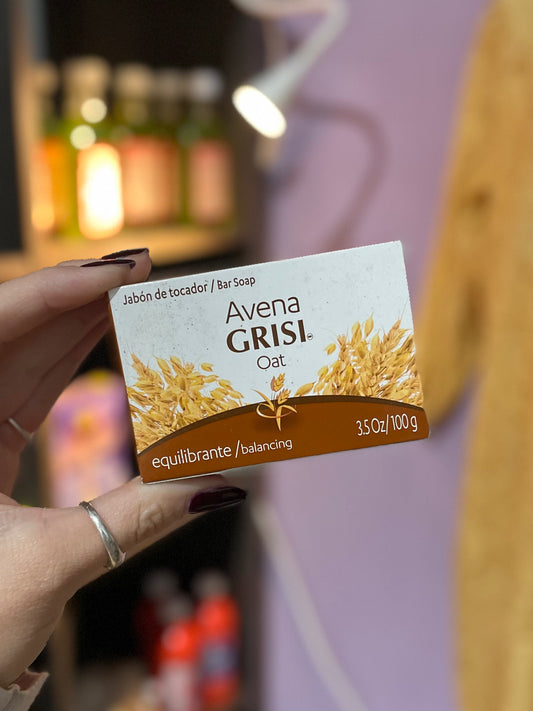 Jabón de tocador / Bar Soap
Avena
GRISI
Oat
equilibrante / balancing
3.5 Oz / 100 g